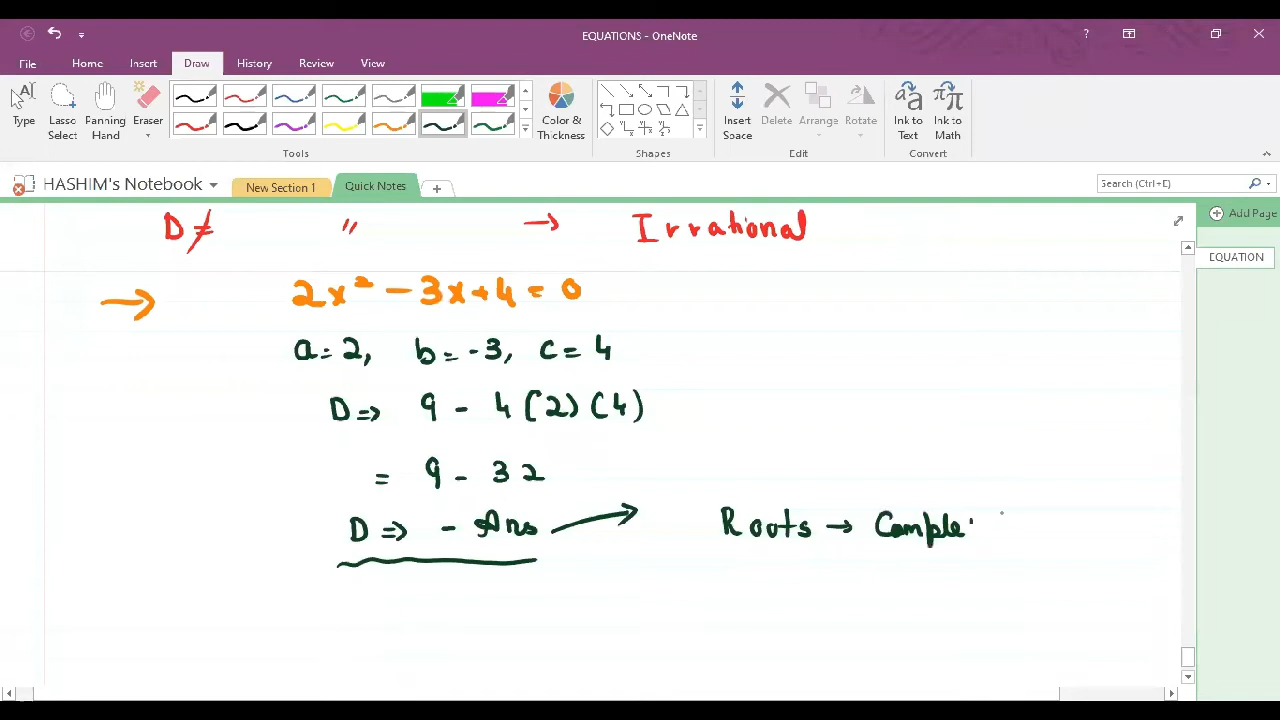 EQUATIONS - OneNote
?
File Home Insert Draw History Review View
Type
Lasso Select
Panning Hand
Eraser
Color & Thickness
Insert Space
Delete
Arrange
Rotate
Ink to Text
Ink to Math
Tools
Shapes
Edit
Convert
HASHIM's Notebook
New Section 1
Quick Notes
Search (Ctrl+E)
Add Page
EQUATION
D ≠ " → Irrational
→ 2x² - 3x + 4 = 0
a = 2, b = -3, c = 4
D ⇒ 9 - 4 (2) (4)
= 9 - 32
D ⇒ - Ans → Roots → Comple